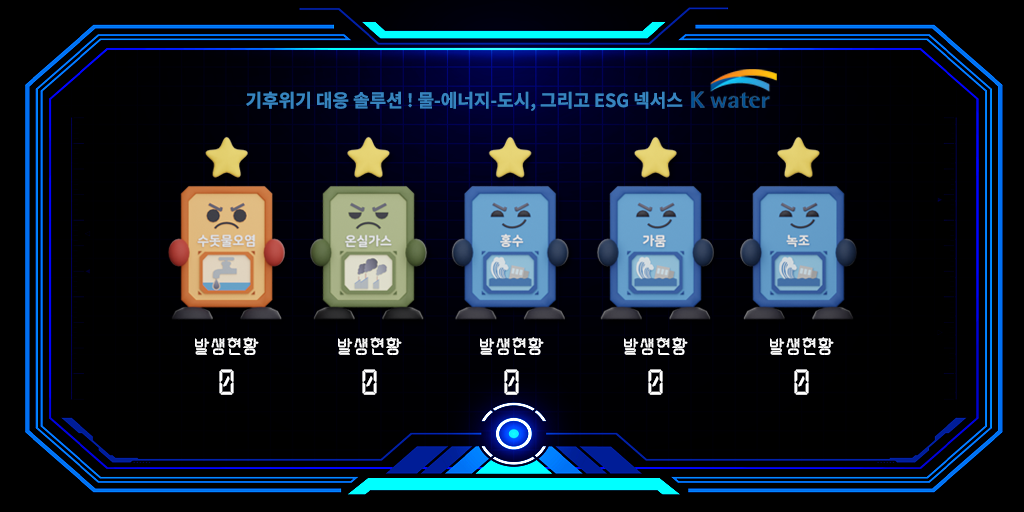 기후위기 대응 솔루션 ! 물-에너지-도시, 그리고 ESG 넥서스 K water
수돗물오염 온실가스 홍수 가뭄 녹조
발생현황 발생현황 발생현황 발생현황 발생현황
0 0 0 0 0